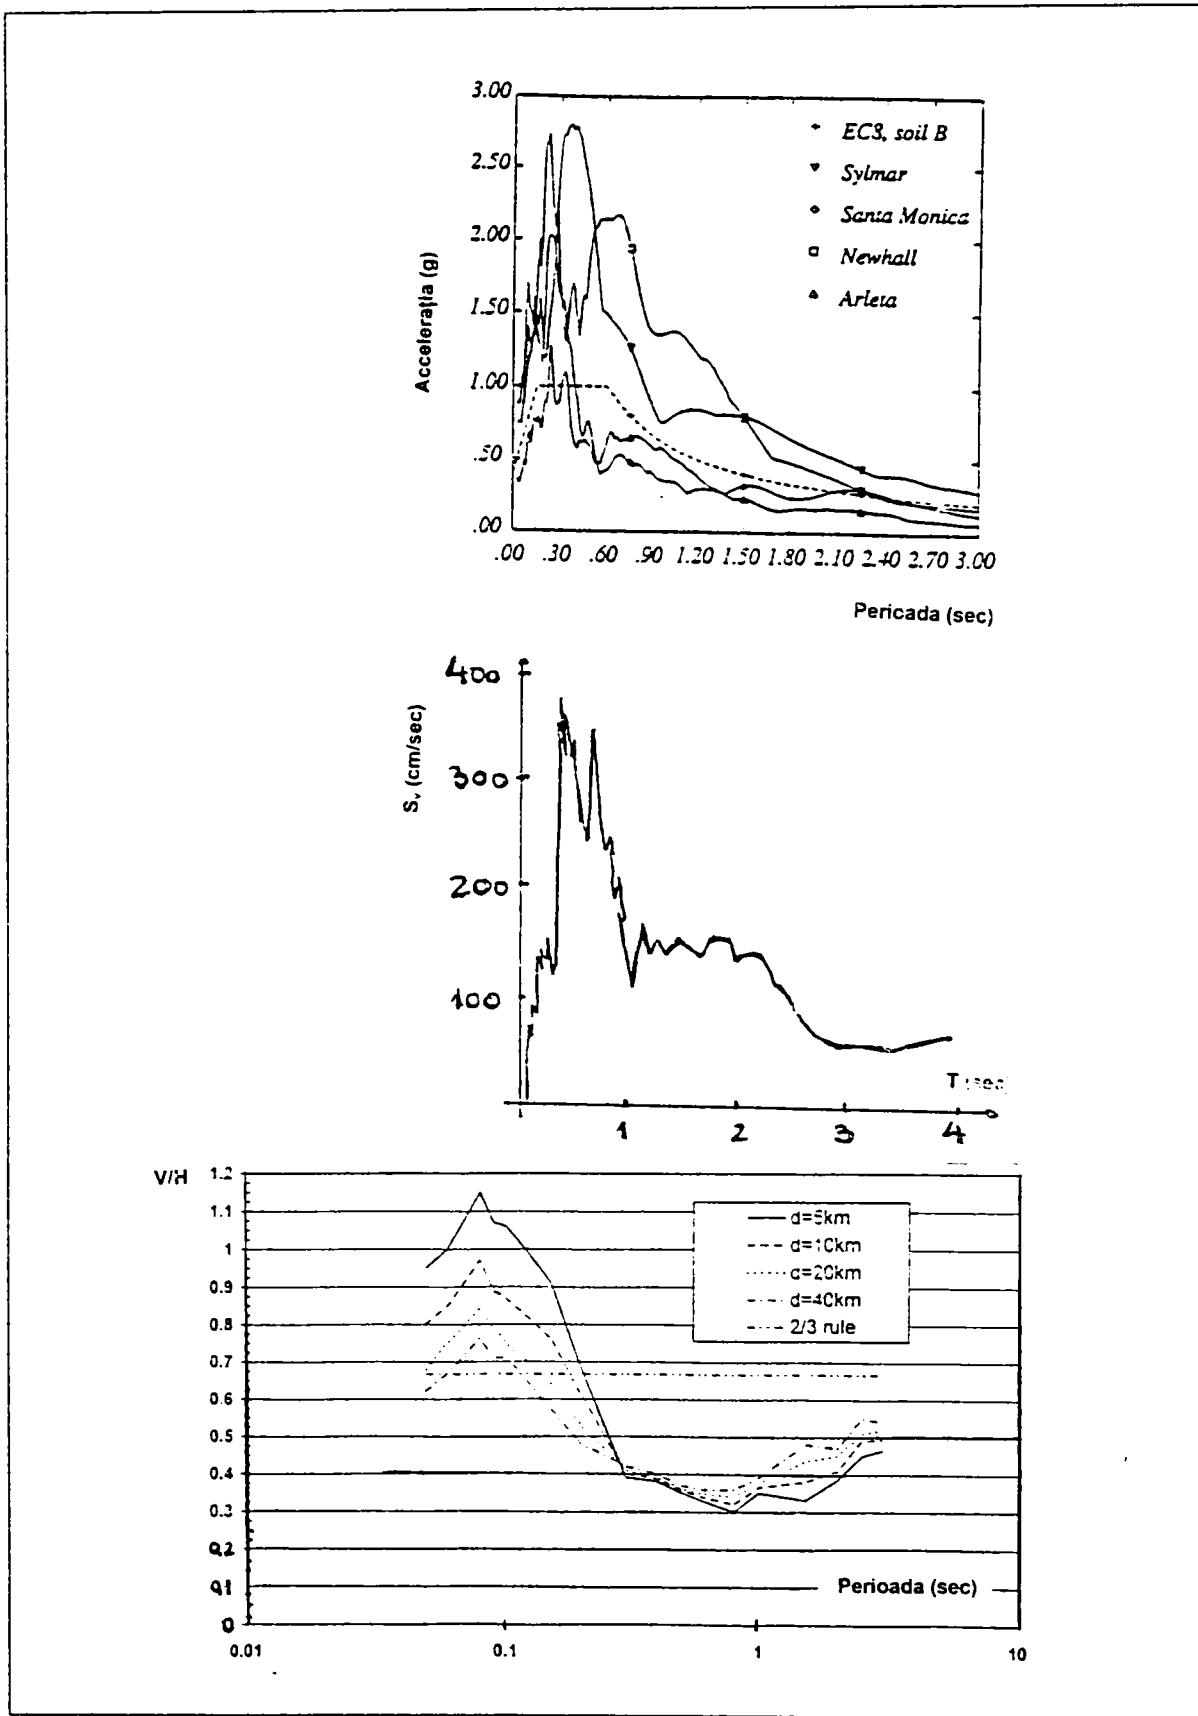 3.00
2.50
2.00
1.50
1.00
.50
.00
Accelerația (g)
EC8, soil B
Sylmar
Santa Monica
Newhall
Arleta
.00 .30 .60 .90 1.20 1.50 1.80 2.10 2.40 2.70 3.00
Perioada (sec)
400
300
200
100
Sv (cm/sec)
T (sec)
1 2 3 4
V/H
1.2
1.1
1
0.9
0.8
0.7
0.6
0.5
0.4
0.3
0.2
0.1
0
d=5km
d=10km
d=20km
d=40km
2/3 rule
Perioada (sec)
0.01 0.1 1 10